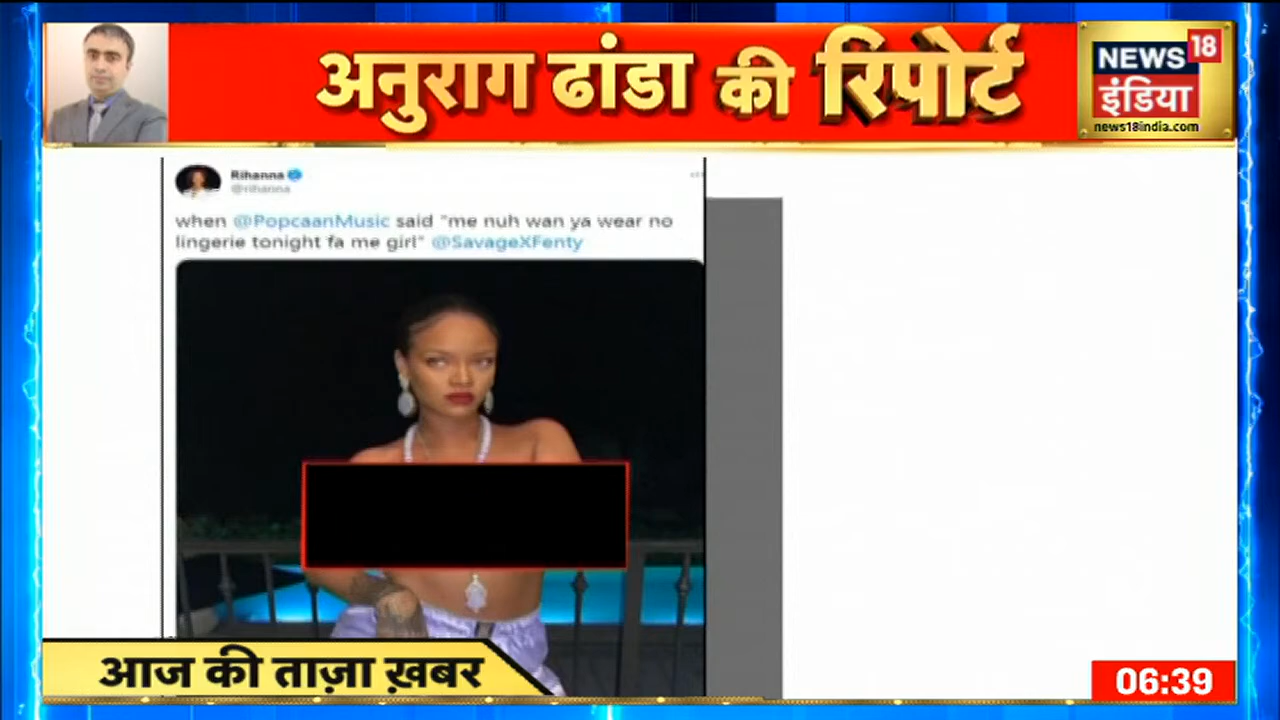 अनुराग ढांडा की रिपोर्ट
NEWS 18
इंडिया
news18india.com
Rihanna
@rihanna
when @PopcaanMusic said "me nuh wan ya wear no
lingerie tonight fa me girl" @SavageXFenty
आज की ताज़ा ख़बर
06:39